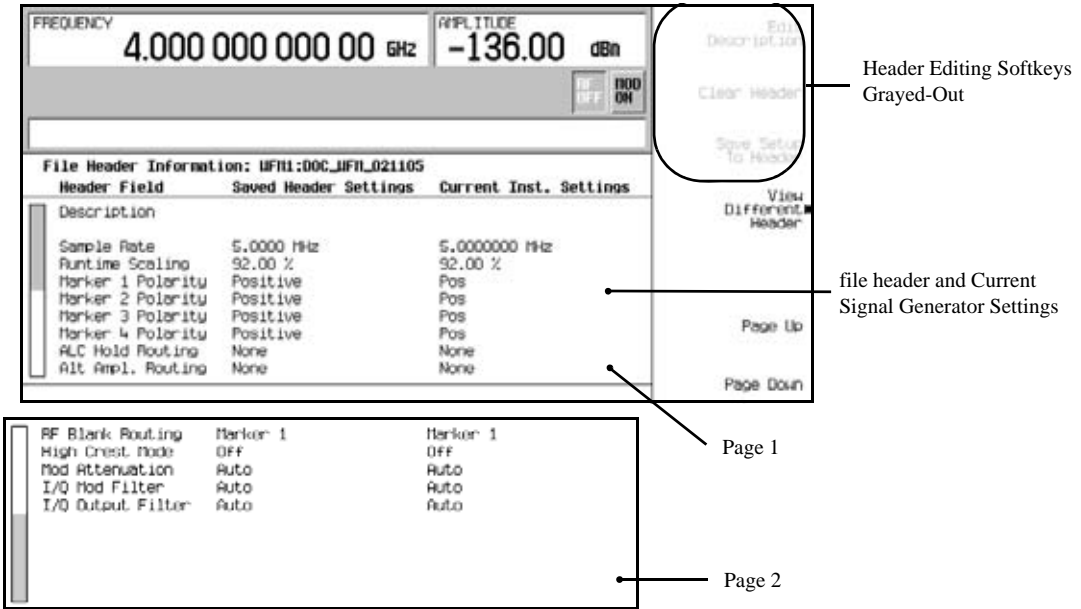 FREQUENCY
4.000 000 000 00 GHz
AMPLITUDE
-136.00 dBm
RF OFF
MOD ON
File Header Information: WFM1:DOC_WFM_021105
Header Field Saved Header Settings Current Inst. Settings
Description
Sample Rate 5.0000 MHz 5.0000000 MHz
Runtime Scaling 92.00 % 92.00 %
Marker 1 Polarity Positive Pos
Marker 2 Polarity Positive Pos
Marker 3 Polarity Positive Pos
Marker 4 Polarity Positive Pos
ALC Hold Routing None None
Alt Ampl. Routing None None
Edit Description
Clear Header
Save Setup To Header
View Different Header
Page Up
Page Down
Header Editing Softkeys
Grayed-Out
file header and Current
Signal Generator Settings
Page 1
RF Blank Routing Marker 1 Marker 1
High Crest Mode Off Off
Mod Attenuation Auto Auto
I/Q Mod Filter Auto Auto
I/Q Output Filter Auto Auto
Page 2